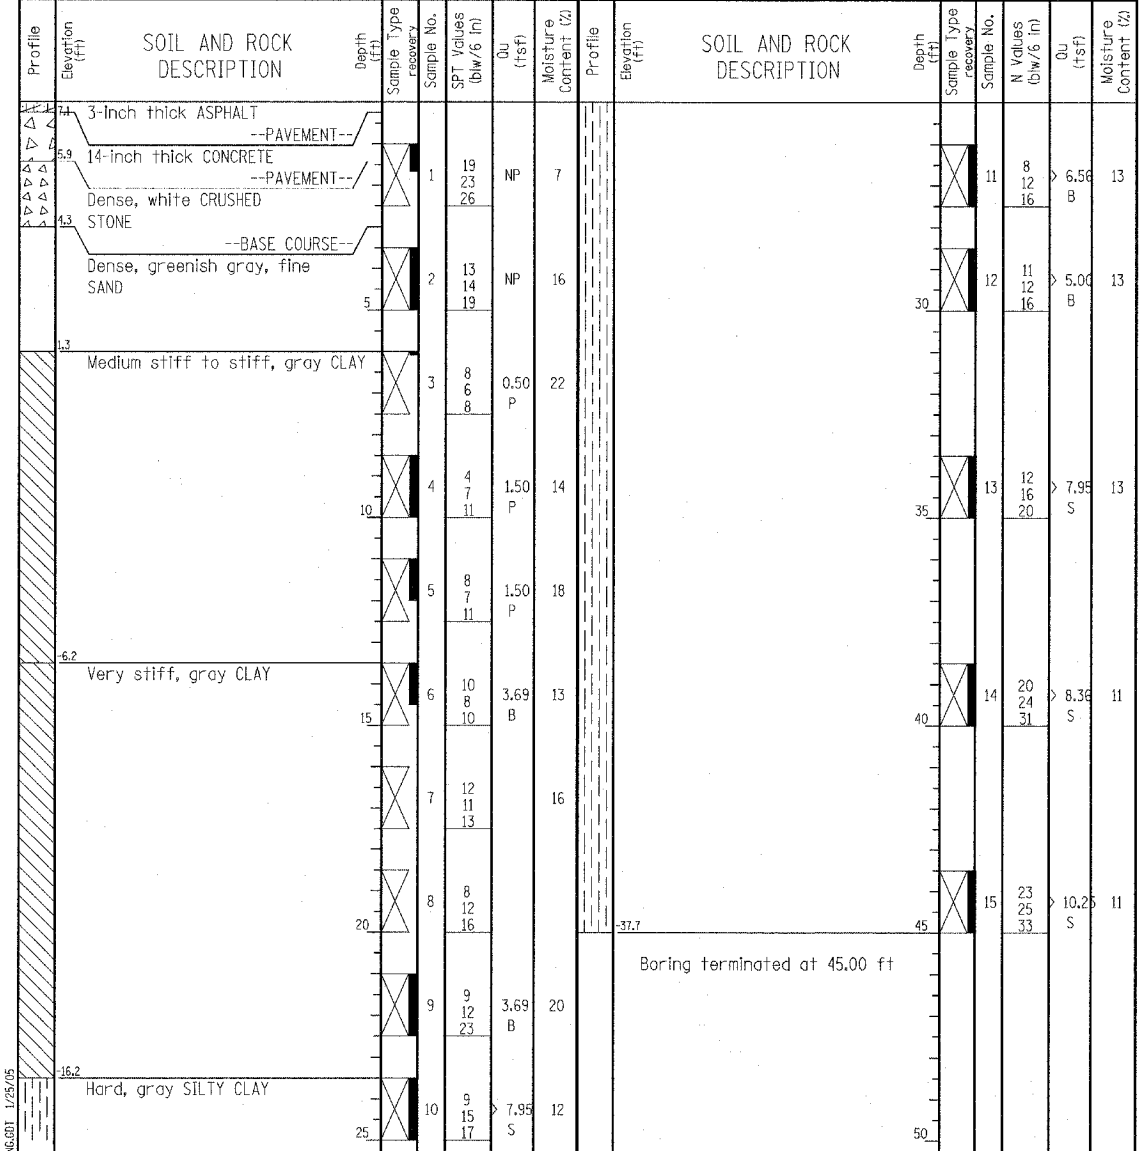 Profile
Elevation (ft)
SOIL AND ROCK
DESCRIPTION
Depth (ft)
Sample Type
recovery
Sample No.
SPT Values (blw/6 in)
Qu (tsf)
Moisture Content (%)
7.1 3-inch thick ASPHALT
--PAVEMENT--
5.9 14-inch thick CONCRETE
--PAVEMENT--
Dense, white CRUSHED
4.3 STONE
--BASE COURSE--
Dense, greenish gray, fine
SAND
1 19 23 26 NP 7
2 13 14 19 NP 16
5
1.3
Medium stiff to stiff, gray CLAY
3 8 6 8 0.50 P 22
4 4 7 11 1.50 P 14
10
5 8 7 11 1.50 P 18
-6.2
Very stiff, gray CLAY
6 10 8 10 3.69 B 13
15
7 12 11 13 16
8 8 12 16
20
9 9 12 23 3.69 B 20
-16.2
Hard, gray SILTY CLAY
10 9 15 17 > 7.95 S 12
25
NG.GDT 1/25/05
Profile
Elevation (ft)
SOIL AND ROCK
DESCRIPTION
Depth (ft)
Sample Type
recovery
Sample No.
N Values (blw/6 in)
Qu (tsf)
Moisture Content (%)
11 8 12 16 > 6.56 B 13
12 11 12 16 > 5.00 B 13
30
13 12 16 20 > 7.95 S 13
35
14 20 24 31 > 8.36 S 11
40
15 23 25 33 > 10.25 S 11
45
-37.7
Boring terminated at 45.00 ft
50